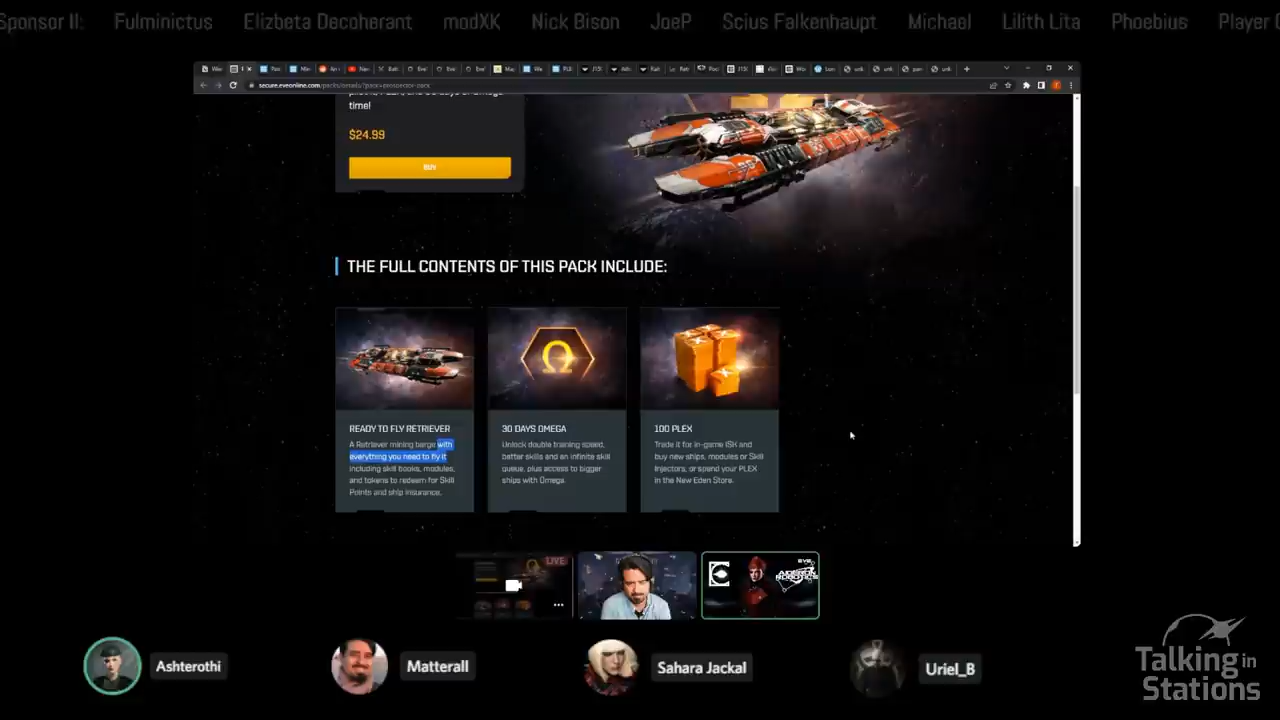 Sponsor II:
Fulminictus
Elizbeta Decoherant
modXK
Nick Bison
JoeP
Scius Falkenhaupt
Michael
Lilith Lita
Phoebius
Player
time!
$24.99
BUY
THE FULL CONTENTS OF THIS PACK INCLUDE:
READY TO FLY RETRIEVER
A Retriever mining barge with
everything you need to fly it
including skill books, modules,
and tokens to redeem for Skill
Points and ship insurance.
30 DAYS OMEGA
Unlock double training speed,
better skills and an infinite skill
queue, plus access to bigger
ships with Omega.
100 PLEX
Trade it for in-game ISK and
buy new ships, modules or Skill
Injectors, or spend your PLEX
in the New Eden Store.
LIVE
EVE
Ashterothi
Matterall
Sahara Jackal
Uriel_B
Talking in
Stations